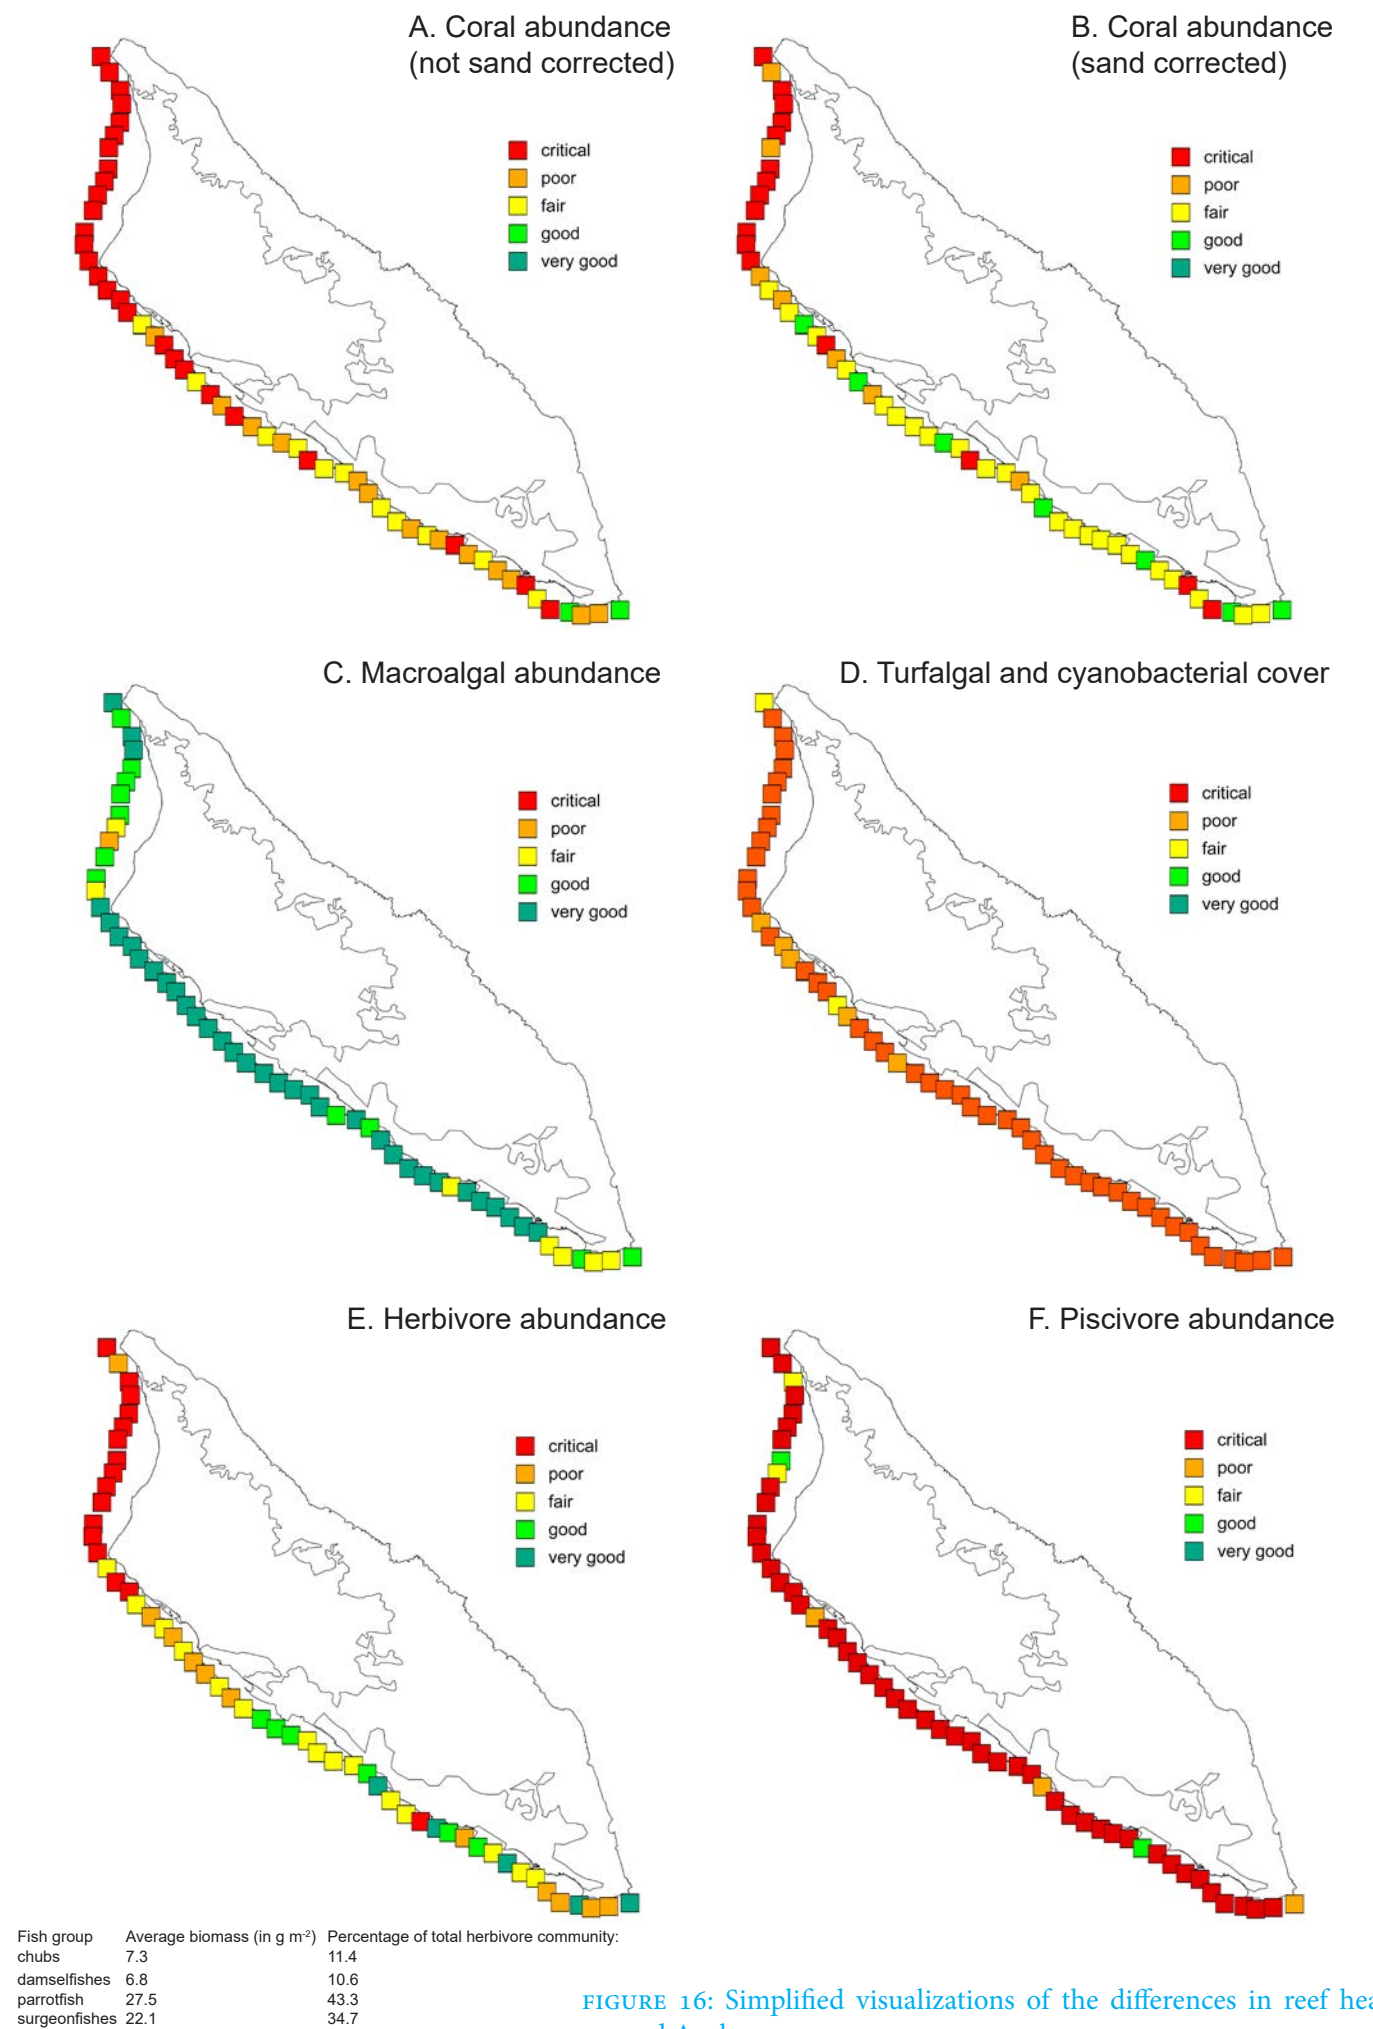 A. Coral abundance
(not sand corrected)
critical
poor
fair
good
very good
B. Coral abundance
(sand corrected)
critical
poor
fair
good
very good
C. Macroalgal abundance
critical
poor
fair
good
very good
D. Turfalgal and cyanobacterial cover
critical
poor
fair
good
very good
E. Herbivore abundance
critical
poor
fair
good
very good
F. Piscivore abundance
critical
poor
fair
good
very good
Fish group Average biomass (in g m-2) Percentage of total herbivore community:
chubs 7.3 11.4
damselfishes 6.8 10.6
parrotfish 27.5 43.3
surgeonfishes 22.1 34.7
FIGURE 16: Simplified visualizations of the differences in reef